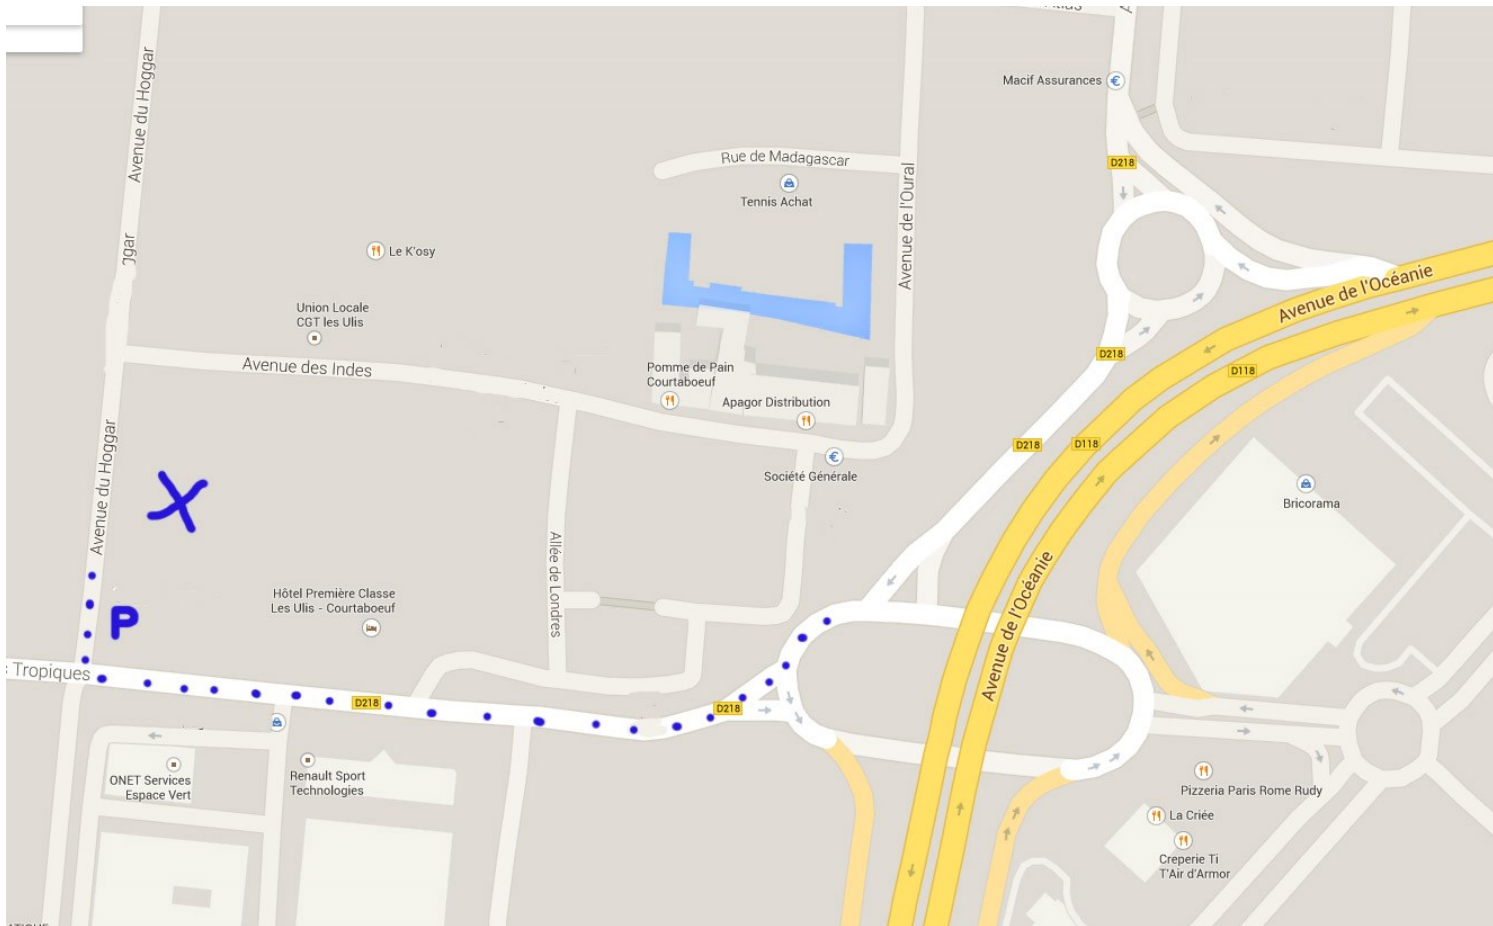 Macif Assurances
Avenue du Hoggar
D218
Rue de Madagascar
Tennis Achat
Avenue de l'Oural
Le K'osy
Avenue de l'Océanie
Union Locale
CGT les Ulis
D218
D118
Avenue des Indes
Pomme de Pain
Courtaboeuf
Apagor Distribution
D218
D118
Société Générale
Bricorama
Avenue du Hoggar
X
Allée de Londres
Hôtel Première Classe
Les Ulis - Courtaboeuf
P
Avenue de l'Océanie
Tropiques
D218
D218
ONET Services
Espace Vert
Renault Sport
Technologies
Pizzeria Paris Rome Rudy
La Criée
Creperie Ti
T'Air d'Armor